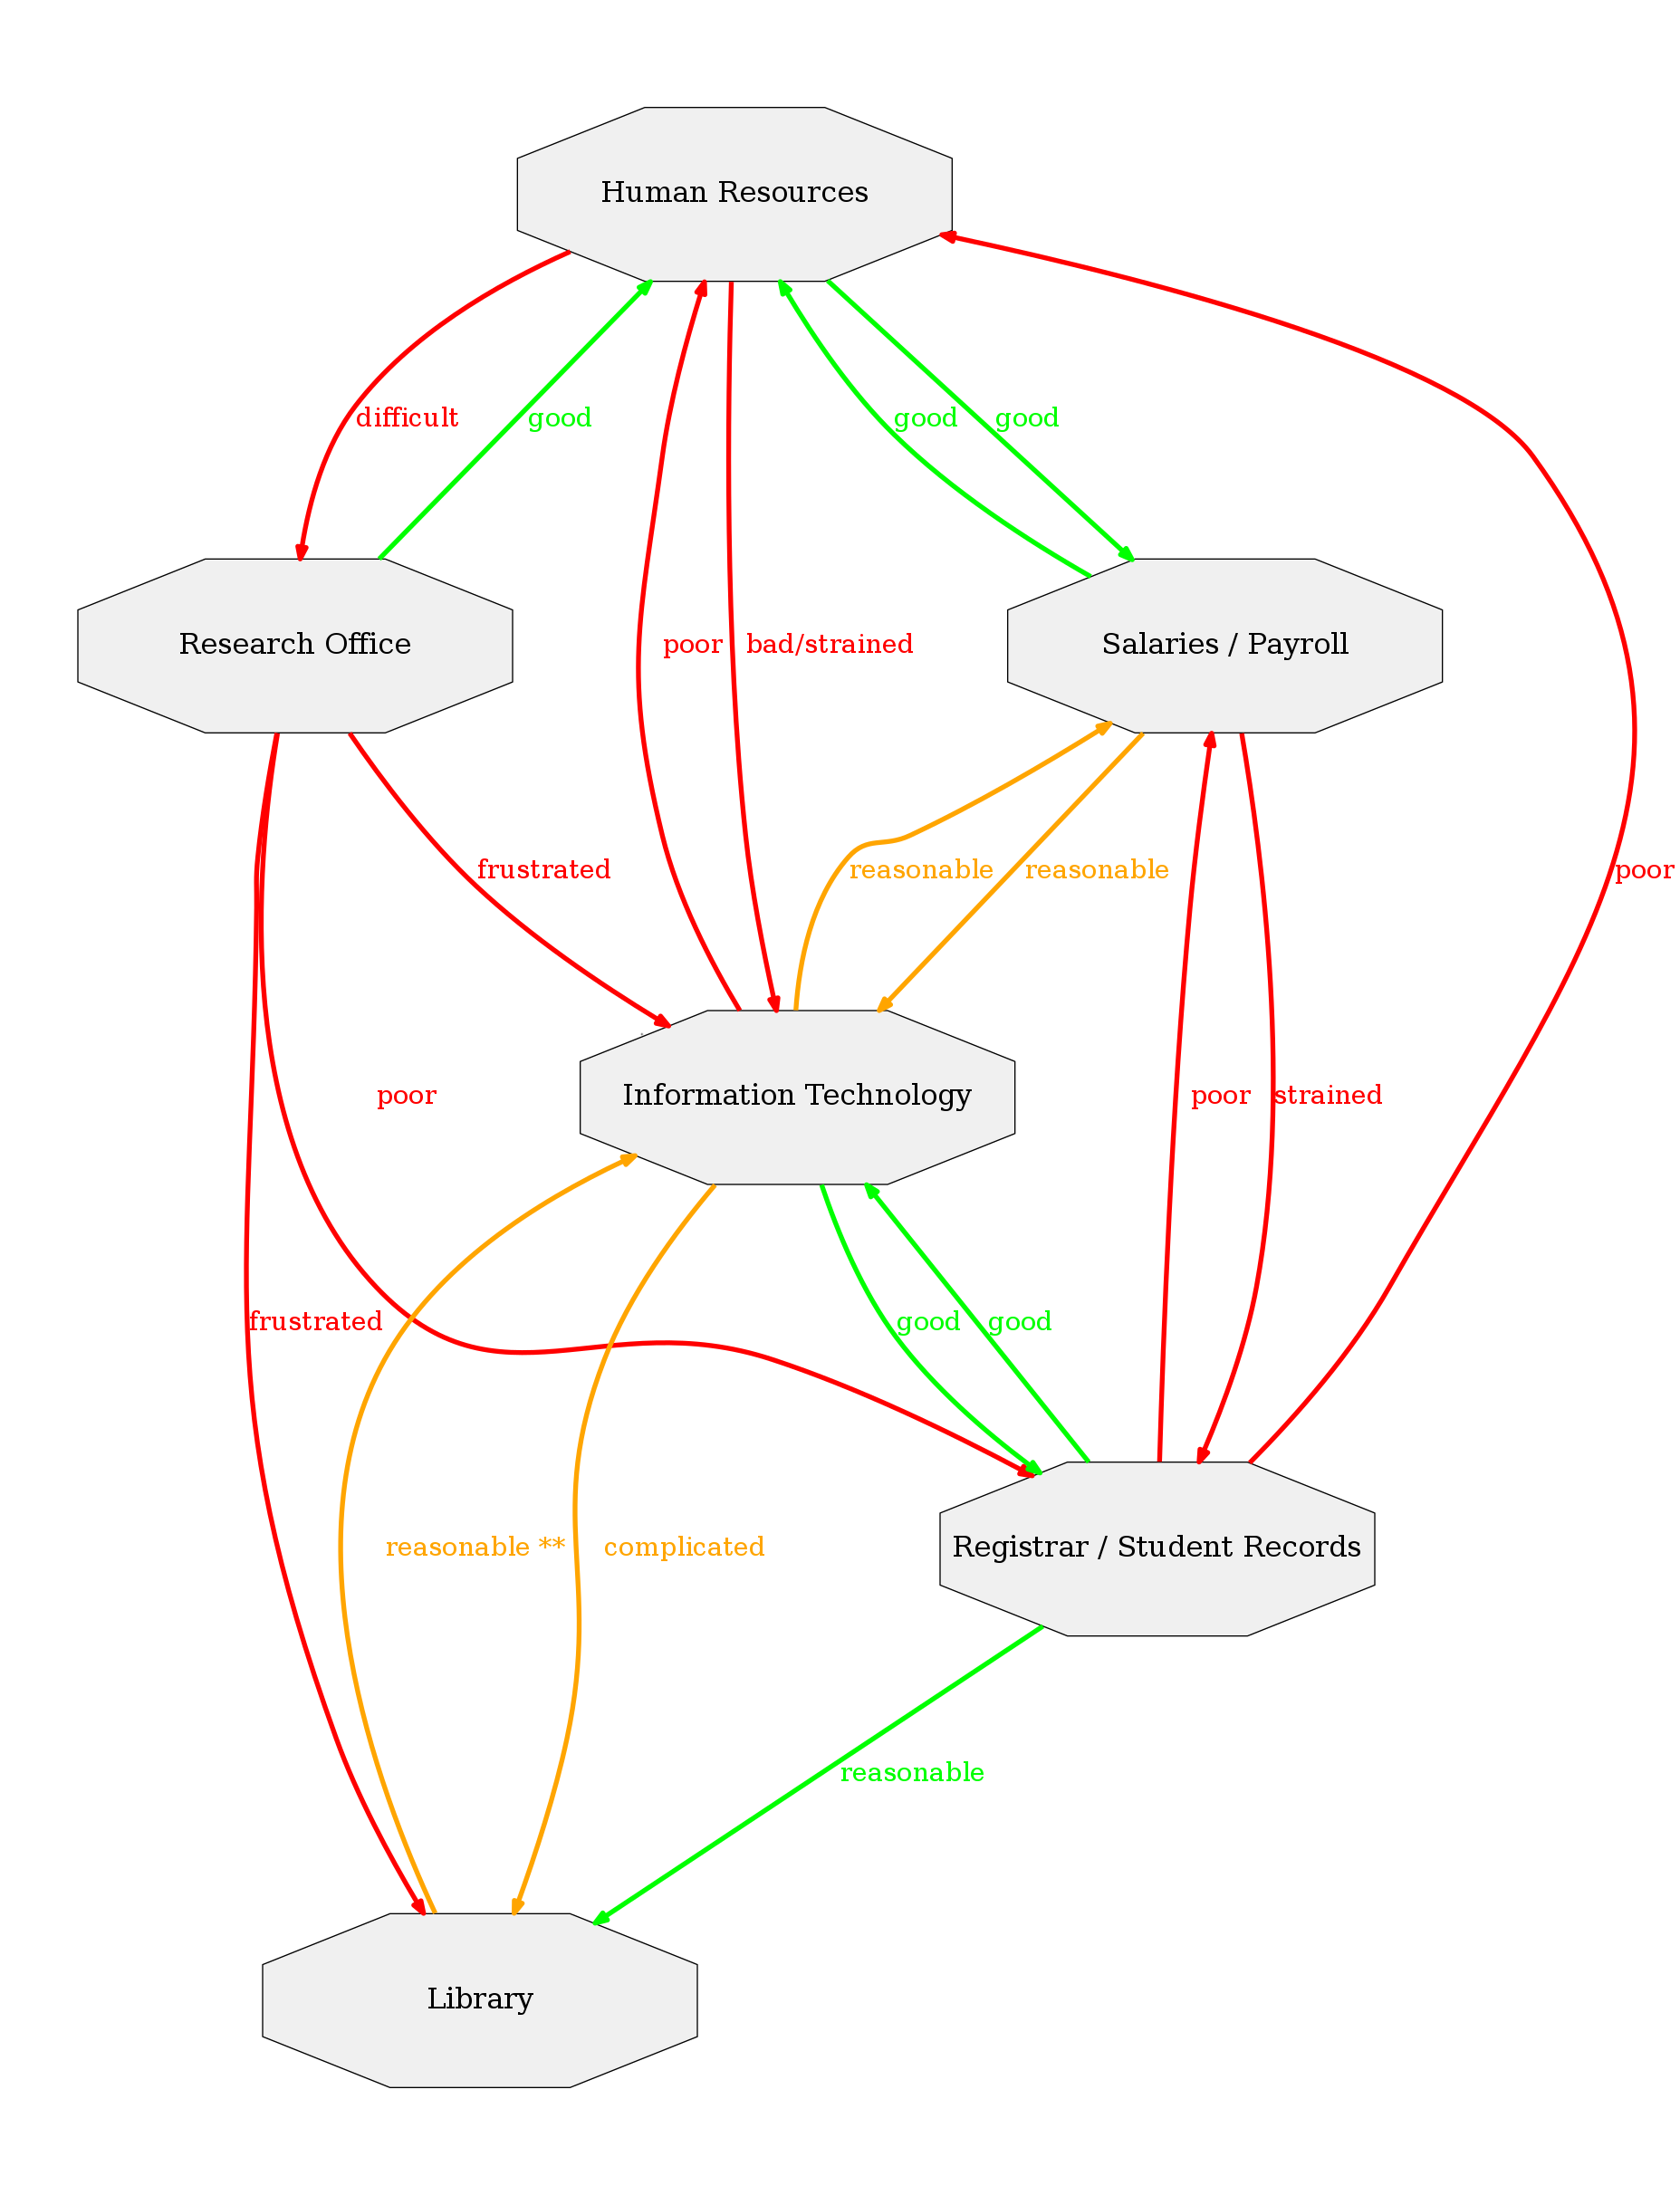 Human Resources
difficult
good
good
good
Research Office
poor
bad/strained
Salaries / Payroll
frustrated
reasonable
reasonable
poor
poor
Information Technology
poor
strained
frustrated
good
good
reasonable **
complicated
Registrar / Student Records
reasonable
Library